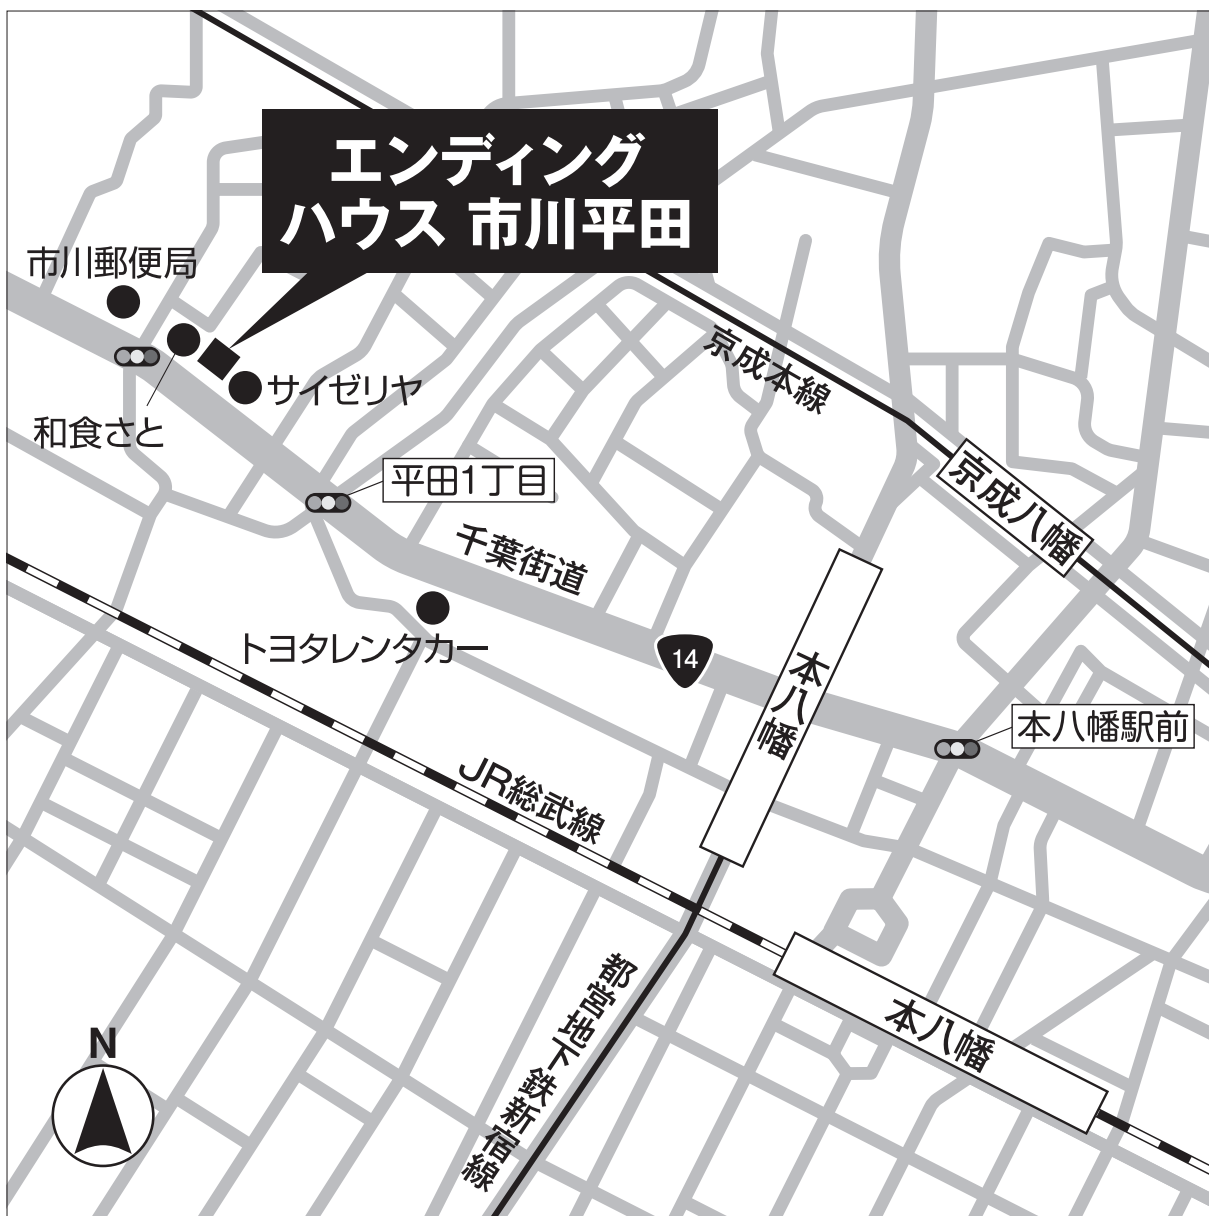 エンディング
ハウス 市川平田
市川郵便局
和食さと
サイゼリヤ
京成本線
平田1丁目
京成八幡
千葉街道
トヨタレンタカー
14
本八幡
本八幡駅前
JR総武線
都営地下鉄新宿線
本八幡
N